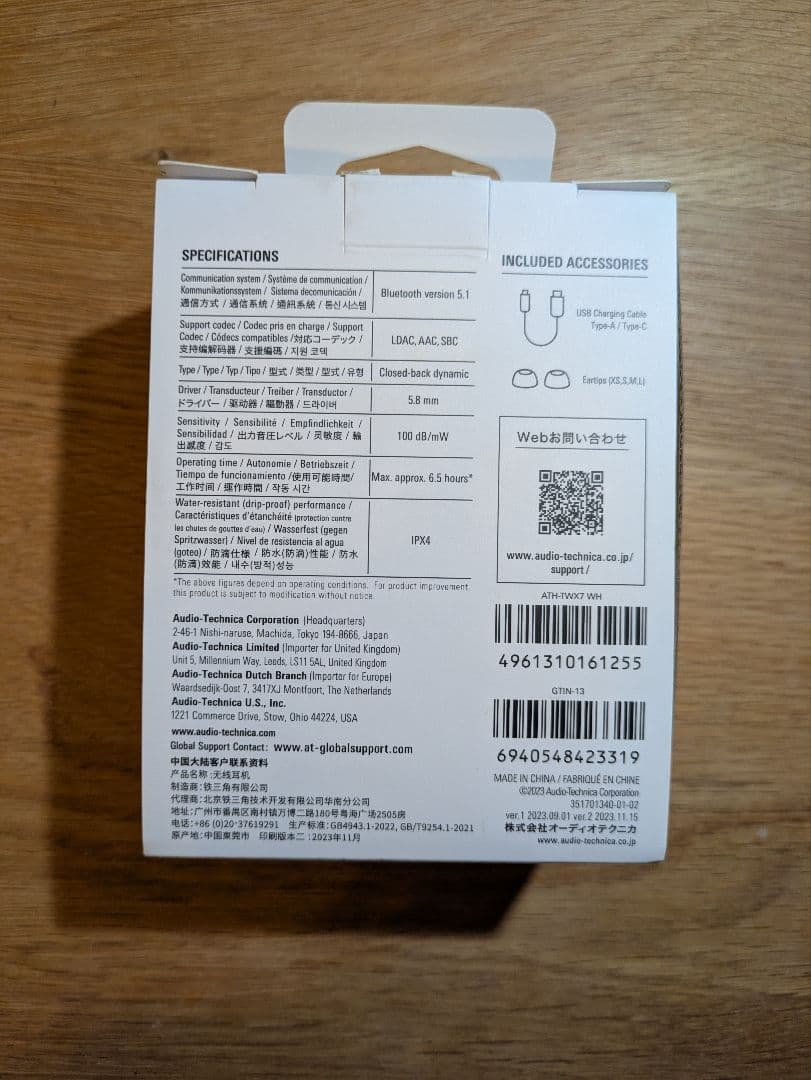 SPECIFICATIONS
Communication system / Système de communication /
Kommunikationssystem / Sistema decomunicación /
通信方式 / 通信系统 / 通訊系統 / 통신 시스템
Bluetooth version 5.1
Support codec / Codec pris en charge / Support
Codec / Códecs compatibles /対応コーデック /
支持编解码器 / 支援編碼 / 지원 코덱
LDAC, AAC, SBC
Type / Type / Typ / Tipo / 型式 / 类型 / 型式 / 유형
Closed-back dynamic
Driver / Transducteur / Treiber / Transductor /
ドライバー / 驱动器 / 驅動器 / 드라이버
5.8 mm
Sensitivity / Sensibilité / Empfindlichkeit /
Sensibilidad / 出力音圧レベル / 灵敏度 / 輸
出感度 / 감도
100 dB/mW
Operating time / Autonomie / Betriebszeit /
Tiempo de funcionamiento /使用可能時間/
工作时间 / 運作時間 / 작동 시간
Max. approx. 6.5 hours*
Water-resistant (drip-proof) performance /
Caractéristiques d'étanchéité (protection contre
les chutes de gouttes d'eau) / Wasserfest (gegen
Spritzwasser) / Nivel de resistencia al agua
(goteo) / 防滴仕様 / 防水(防滴)性能 / 防水
(防滴)效能 / 내수(방적)성능
IPX4
*The above figures depend on operating conditions. For product improvement,
this product is subject to modification without notice.
Audio-Technica Corporation (Headquarters)
2-46-1 Nishi-naruse, Machida, Tokyo 194-8666, Japan
Audio-Technica Limited (Importer for United Kingdom)
Unit 5, Millennium Way, Leeds, LS11 5AL, United Kingdom
Audio-Technica Dutch Branch (Importer for Europe)
Waardsedijk-Oost 7, 3417XJ Montfoort, The Netherlands
Audio-Technica U.S., Inc.
1221 Commerce Drive, Stow, Ohio 44224, USA
www.audio-technica.com
Global Support Contact: www.at-globalsupport.com
中国大陆客户联系资料
产品名称:无线耳机
制造商:铁三角有限公司
代理商:北京铁三角技术开发有限公司华南分公司
地址:广州市番禺区南村镇万博二路180号粤海广场2505房
电话:+86 (0)20-37619291 生产标准:GB4943.1-2022, GB/T9254.1-2021
原产地:中国東莞市 印刷版本二:2023年11月
INCLUDED ACCESSORIES
USB Charging Cable
Type-A / Type-C
Eartips (XS,S,M,L)
Webお問い合わせ
www.audio-technica.co.jp/
support/
ATH-TWX7 WH
4961310161255
GTIN-13
6940548423319
MADE IN CHINA / FABRIQUÉ EN CHINE
©2023 Audio-Technica Corporation
351701340-01-02
ver.1 2023.09.01 ver.2 2023.11.15
株式会社オーディオテクニカ
www.audio-technica.co.jp